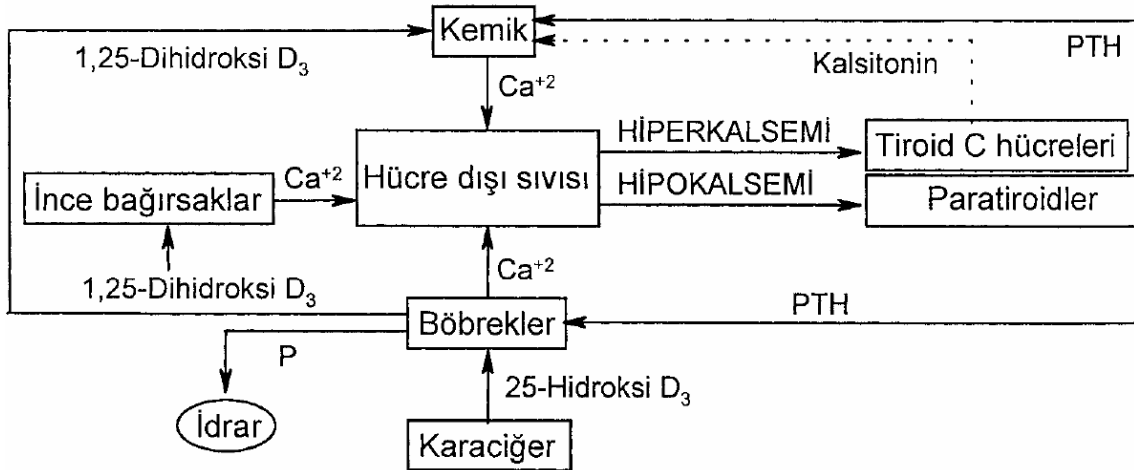 Kemik
1,25-Dihidroksi D3
PTH
Kalsitonin
Ca+2
HİPERKALSEMİ
Tiroid C hücreleri
Hücre dışı sıvısı
Ca+2
İnce bağırsaklar
HİPOKALSEMİ
Paratiroidler
Ca+2
1,25-Dihidroksi D3
Böbrekler
PTH
P
25-Hidroksi D3
İdrar
Karaciğer